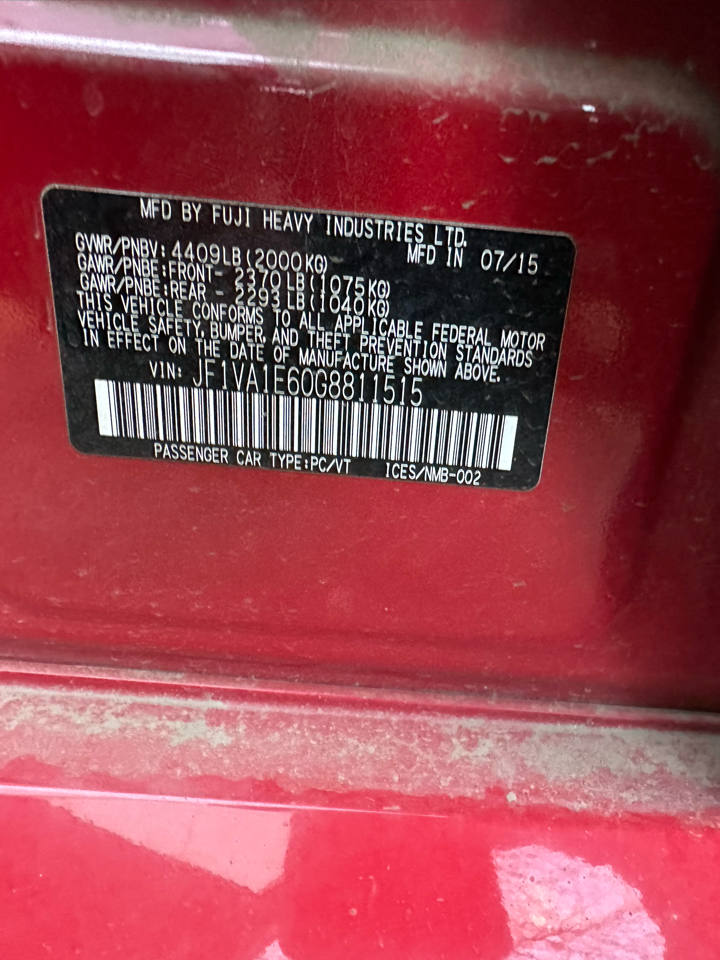 MFD BY FUJI HEAVY INDUSTRIES LTD.
GVWR/PNBV: 4409LB(2000KG) MFD IN 07/15
GAWR/PNBE:FRONT- 2370LB(1075KG)
GAWR/PNBE:REAR - 2293LB(1040KG)
THIS VEHICLE CONFORMS TO ALL APPLICABLE FEDERAL MOTOR
VEHICLE SAFETY, BUMPER, AND THEFT PREVENTION STANDARDS
IN EFFECT ON THE DATE OF MANUFACTURE SHOWN ABOVE.
VIN: JF1VA1E60G8811515
PASSENGER CAR TYPE:PC/VT ICES/NMB-002